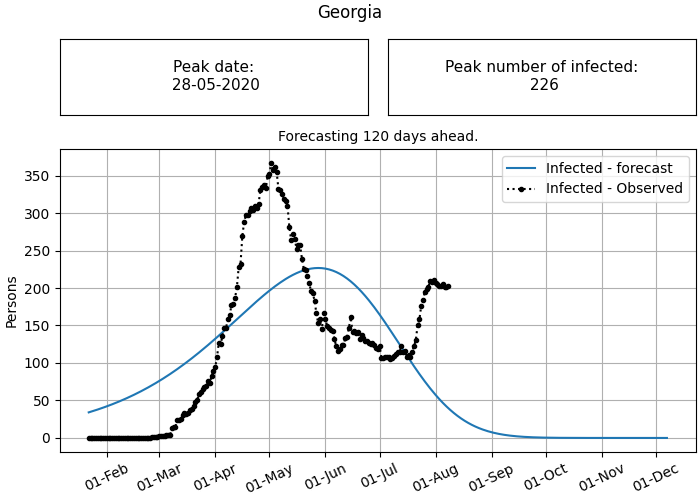 Georgia
Peak date:
28-05-2020
Peak number of infected:
226
Forecasting 120 days ahead.
Infected - forecast
Infected - Observed
Persons
350
300
250
200
150
100
50
0
01-Feb
01-Mar
01-Apr
01-May
01-Jun
01-Jul
01-Aug
01-Sep
01-Oct
01-Nov
01-Dec